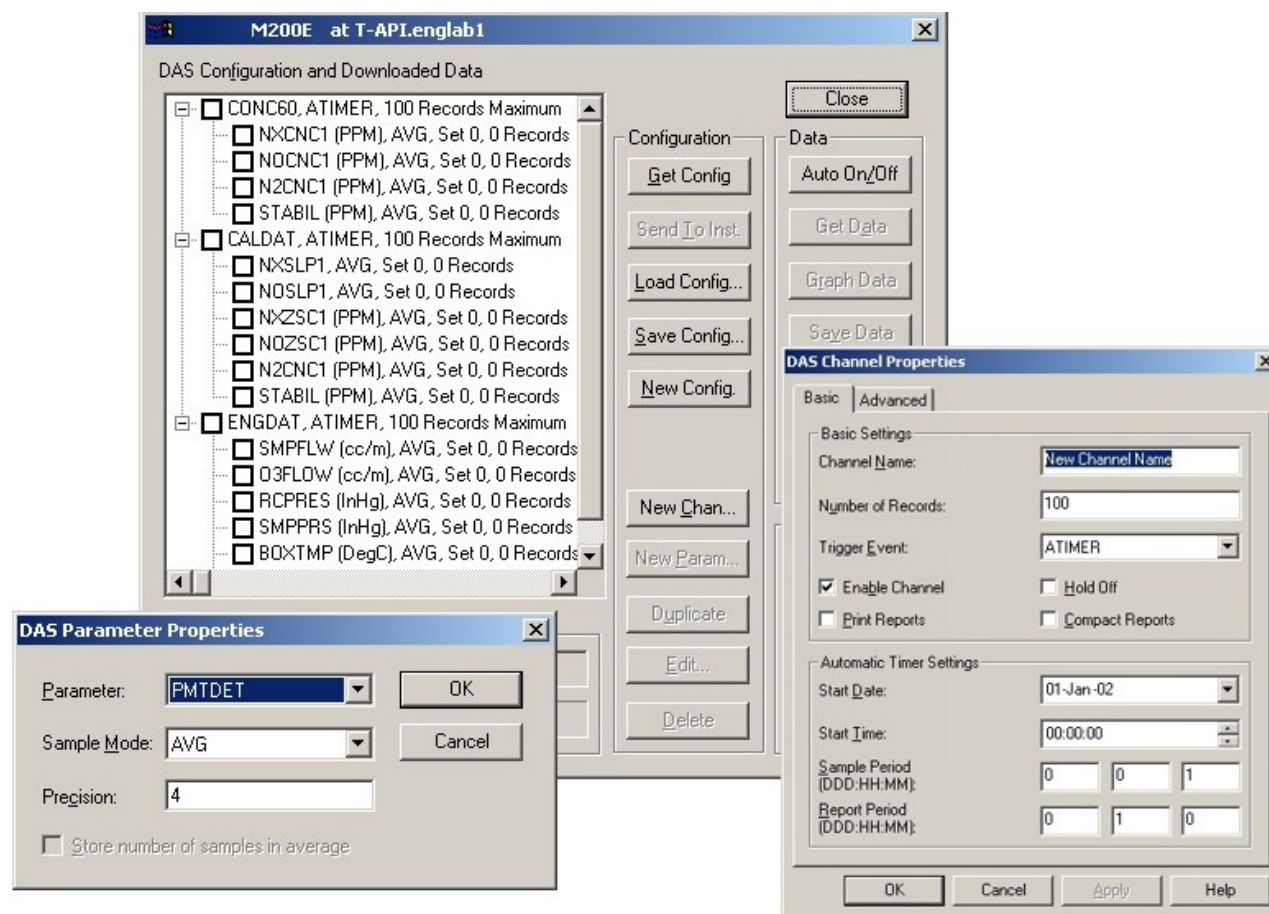 M200E at T-API.englab1
DAS Configuration and Downloaded Data
CONC60, ATIMER, 100 Records Maximum
NXCNC1 (PPM), AVG, Set 0, 0 Records
NOCNC1 (PPM), AVG, Set 0, 0 Records
N2CNC1 (PPM), AVG, Set 0, 0 Records
STABIL (PPM), AVG, Set 0, 0 Records
CALDAT, ATIMER, 100 Records Maximum
NXSLP1, AVG, Set 0, 0 Records
NOSLP1, AVG, Set 0, 0 Records
NXZSC1 (PPM), AVG, Set 0, 0 Records
NOZSC1 (PPM), AVG, Set 0, 0 Records
N2CNC1 (PPM), AVG, Set 0, 0 Records
STABIL (PPM), AVG, Set 0, 0 Records
ENGDAT, ATIMER, 100 Records Maximum
SMPFLW (cc/m), AVG, Set 0, 0 Records
O3FLOW (cc/m), AVG, Set 0, 0 Records
RCPRES (InHg), AVG, Set 0, 0 Records
SMPPRS (InHg), AVG, Set 0, 0 Records
BOXTMP (DegC), AVG, Set 0, 0 Records
Configuration
Get Config
Send To Inst.
Load Config...
Save Config...
New Config.
New Chan...
New Param...
Duplicate
Edit...
Delete
Close
Data
Auto On/Off
Get Data
Graph Data
Save Data
DAS Parameter Properties
Parameter: PMTDET
OK
Sample Mode: AVG
Cancel
Precision: 4
Store number of samples in average
DAS Channel Properties
Basic Advanced
Basic Settings
Channel Name: New Channel Name
Number of Records: 100
Trigger Event: ATIMER
Enable Channel Hold Off
Print Reports Compact Reports
Automatic Timer Settings
Start Date: 01-Jan-02
Start Time: 00:00:00
Sample Period
(DDD:HH:MM): 0 0 1
Report Period
(DDD:HH:MM): 0 1 0
OK Cancel Apply Help